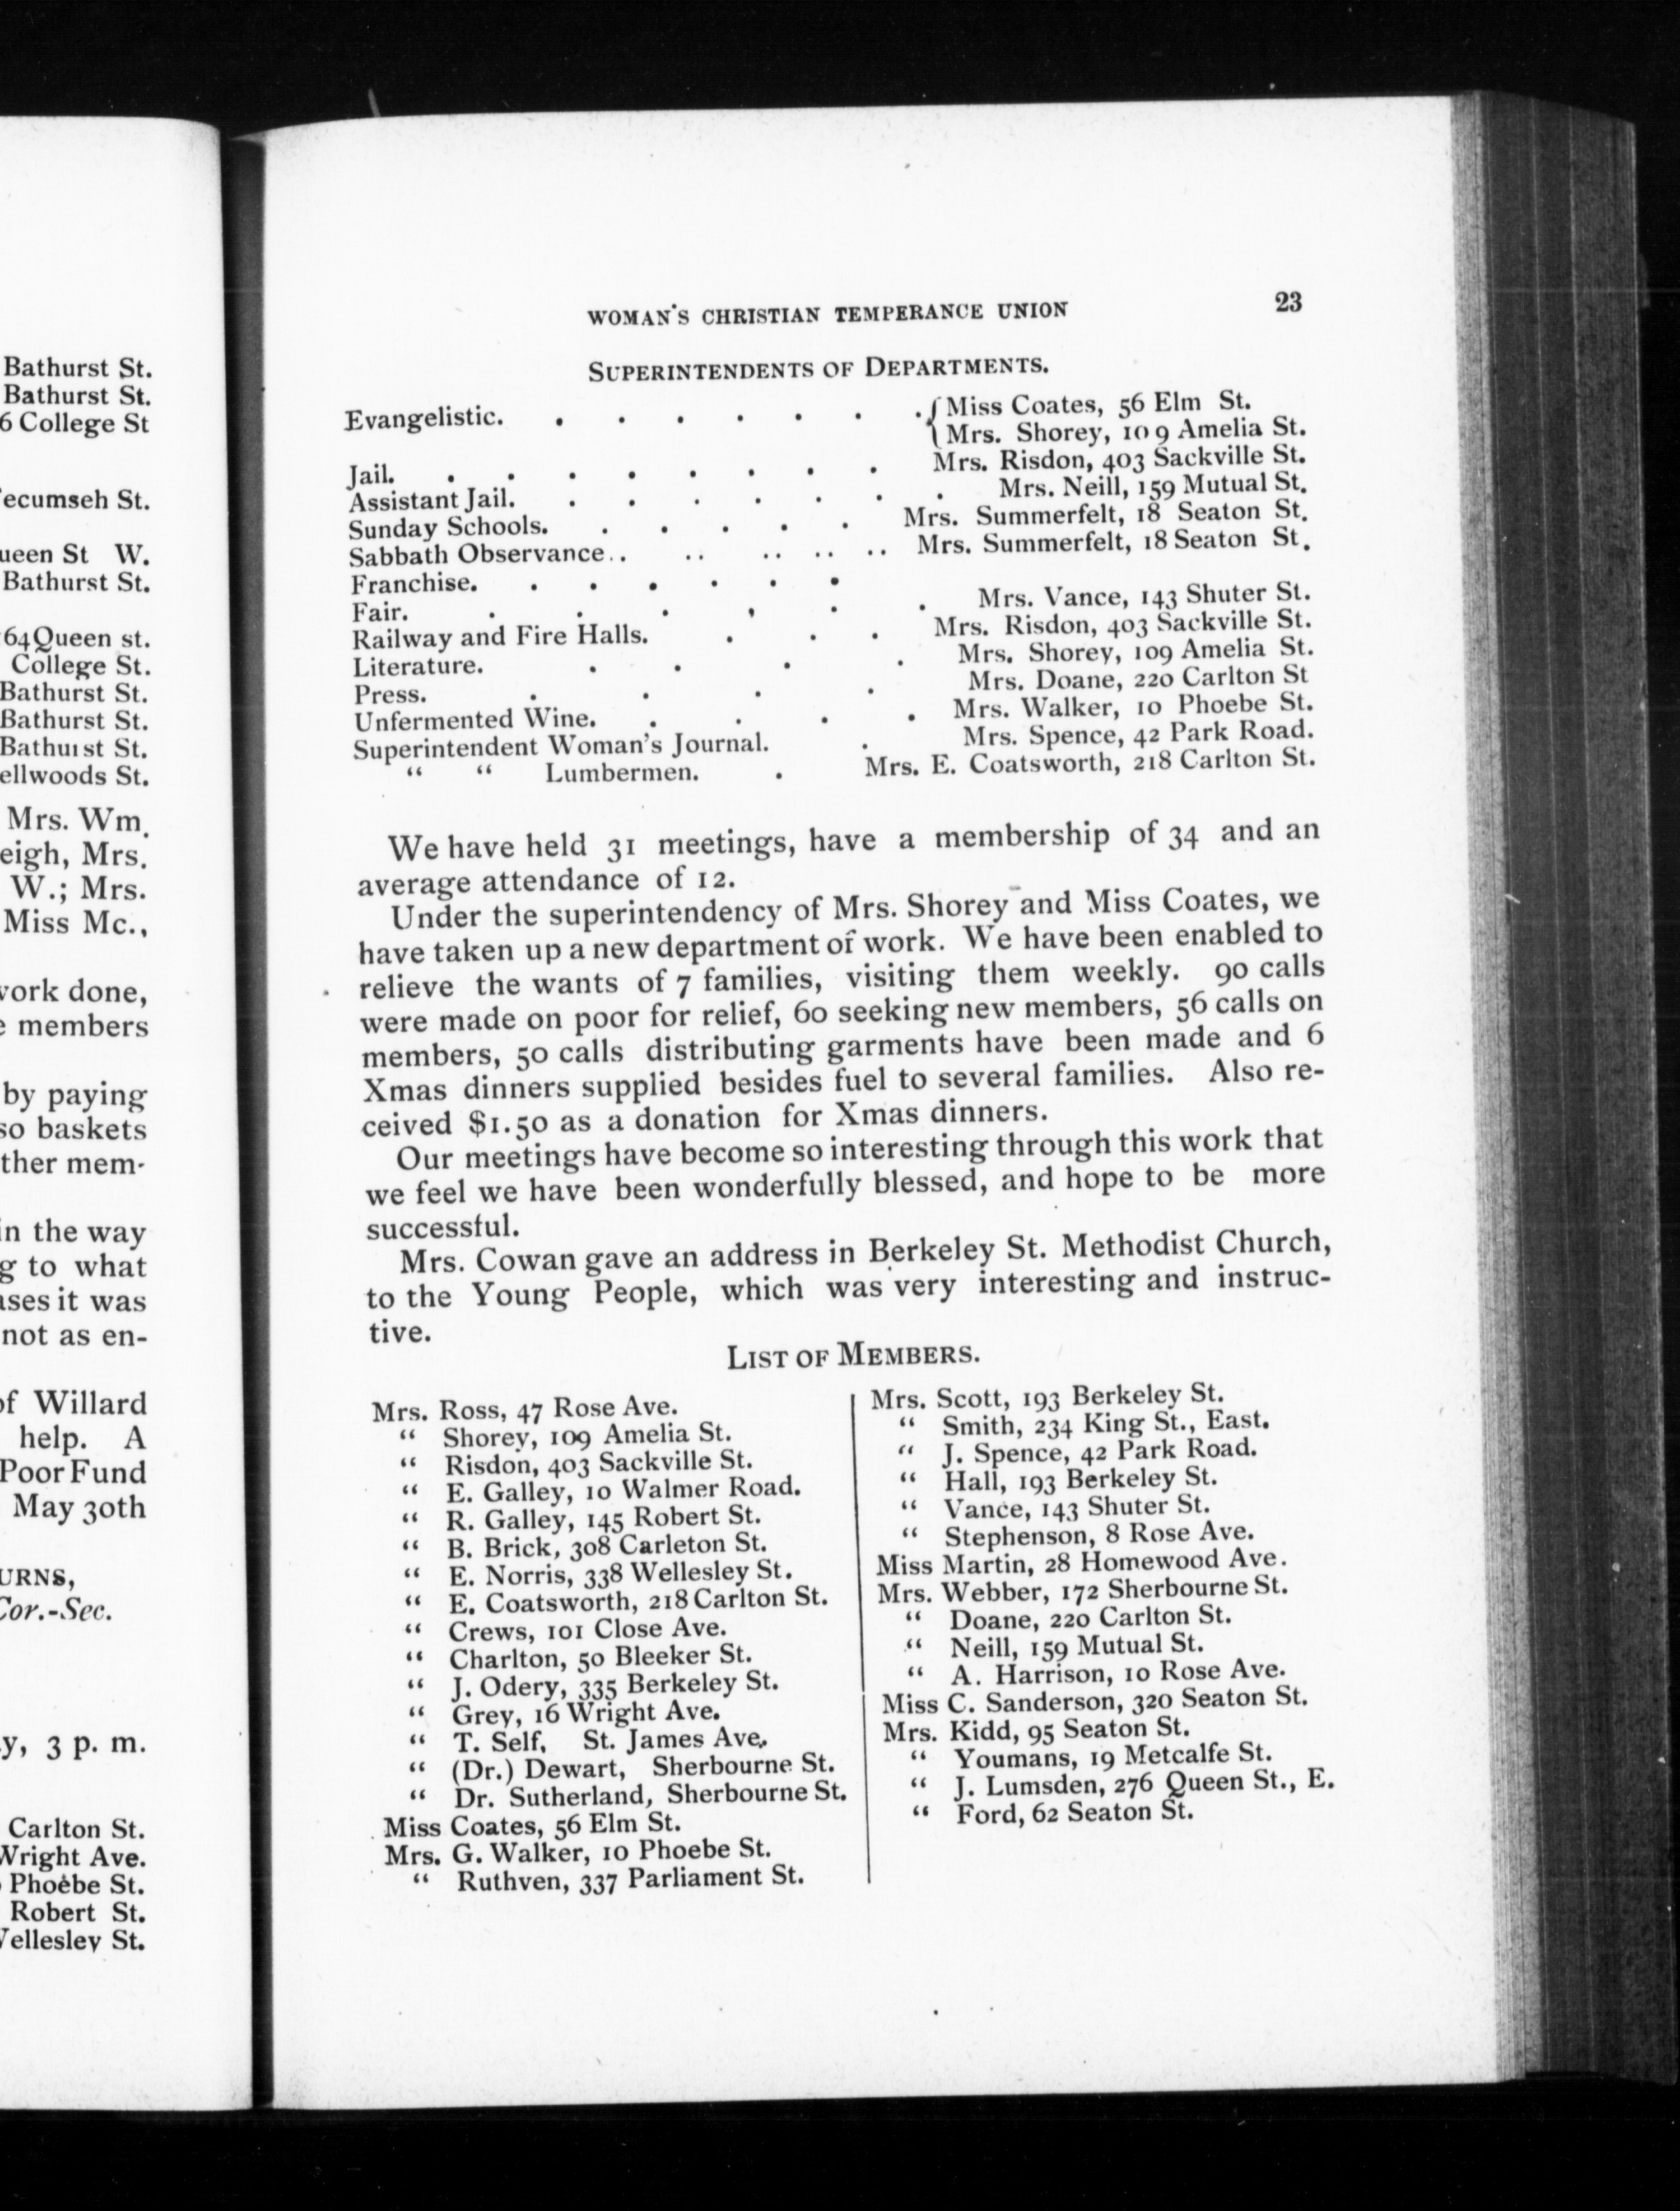 Bathurst St.
Bathurst St.
6 College St
ecumseh St.
ueen St W.
Bathurst St.
64Queen st.
College St.
Bathurst St.
Bathurst St.
Bathurst St.
ellwoods St.
Mrs. Wm.
eigh, Mrs.
W.; Mrs.
Miss Mc.,
work done,
e members
by paying
so baskets
ther mem-
in the way
g to what
ases it was
not as en-
of Willard
help. A
Poor Fund
May 30th
URNS,
Cor.-Sec.
y, 3 p. m.
Carlton St.
Wright Ave.
Phoebe St.
Robert St.
Wellesley St.
WOMAN'S CHRISTIAN TEMPERANCE UNION 23
SUPERINTENDENTS OF DEPARTMENTS.
Evangelistic. . . . . . . . { Miss Coates, 56 Elm St.
{ Mrs. Shorey, 109 Amelia St.
Jail. . . . . . . . . Mrs. Risdon, 403 Sackville St.
Assistant Jail. . . . . . . . Mrs. Neill, 159 Mutual St.
Sunday Schools. . . . . . Mrs. Summerfelt, 18 Seaton St.
Sabbath Observance.. .. .. .. .. Mrs. Summerfelt, 18 Seaton St.
Franchise. . . . . . .
Fair. . . . , . . Mrs. Vance, 143 Shuter St.
Railway and Fire Halls. . . . Mrs. Risdon, 403 Sackville St.
Literature. . . . . Mrs. Shorey, 109 Amelia St.
Press. . . . . Mrs. Doane, 220 Carlton St
Unfermented Wine. . . . . Mrs. Walker, 10 Phoebe St.
Superintendent Woman's Journal. . Mrs. Spence, 42 Park Road.
" " Lumbermen. . Mrs. E. Coatsworth, 218 Carlton St.
We have held 31 meetings, have a membership of 34 and an
average attendance of 12.
Under the superintendency of Mrs. Shorey and Miss Coates, we
have taken up a new department of work. We have been enabled to
relieve the wants of 7 families, visiting them weekly. 90 calls
were made on poor for relief, 60 seeking new members, 56 calls on
members, 50 calls distributing garments have been made and 6
Xmas dinners supplied besides fuel to several families. Also re-
ceived $1.50 as a donation for Xmas dinners.
Our meetings have become so interesting through this work that
we feel we have been wonderfully blessed, and hope to be more
successful.
Mrs. Cowan gave an address in Berkeley St. Methodist Church,
to the Young People, which was very interesting and instruc-
tive.
LIST OF MEMBERS.
Mrs. Ross, 47 Rose Ave.
" Shorey, 109 Amelia St.
" Risdon, 403 Sackville St.
" E. Galley, 10 Walmer Road.
" R. Galley, 145 Robert St.
" B. Brick, 308 Carleton St.
" E. Norris, 338 Wellesley St.
" E. Coatsworth, 218 Carlton St.
" Crews, 101 Close Ave.
" Charlton, 50 Bleeker St.
" J. Odery, 335 Berkeley St.
" Grey, 16 Wright Ave.
" T. Self, St. James Ave.
" (Dr.) Dewart, Sherbourne St.
" Dr. Sutherland, Sherbourne St.
Miss Coates, 56 Elm St.
Mrs. G. Walker, 10 Phoebe St.
" Ruthven, 337 Parliament St.
Mrs. Scott, 193 Berkeley St.
" Smith, 234 King St., East.
" J. Spence, 42 Park Road.
" Hall, 193 Berkeley St.
" Vance, 143 Shuter St.
" Stephenson, 8 Rose Ave.
Miss Martin, 28 Homewood Ave.
Mrs. Webber, 172 Sherbourne St.
" Doane, 220 Carlton St.
" Neill, 159 Mutual St.
" A. Harrison, 10 Rose Ave.
Miss C. Sanderson, 320 Seaton St.
Mrs. Kidd, 95 Seaton St.
" Youmans, 19 Metcalfe St.
" J. Lumsden, 276 Queen St., E.
" Ford, 62 Seaton St.